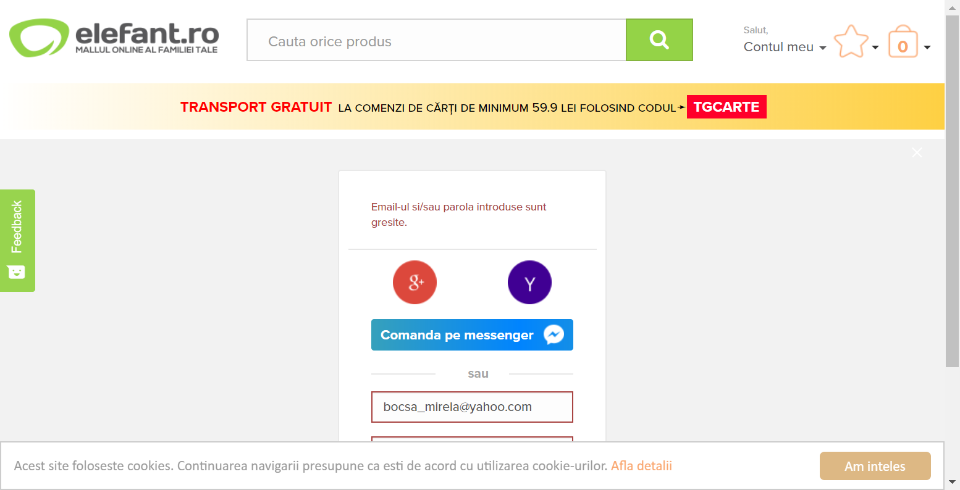 elefant.ro
MALLUL ONLINE AL FAMILIEI TALE
Cauta orice produs
Salut,
Contul meu
0
TRANSPORT GRATUIT LA COMENZI DE CĂRȚI DE MINIMUM 59.9 LEI FOLOSIND CODUL TGCARTE
Feedback
Email-ul si/sau parola introduse sunt
gresite.
g+
Y
Comanda pe messenger
sau
bocsa_mirela@yahoo.com
Acest site foloseste cookies. Continuarea navigarii presupune ca esti de acord cu utilizarea cookie-urilor. Afla detalii
Am inteles